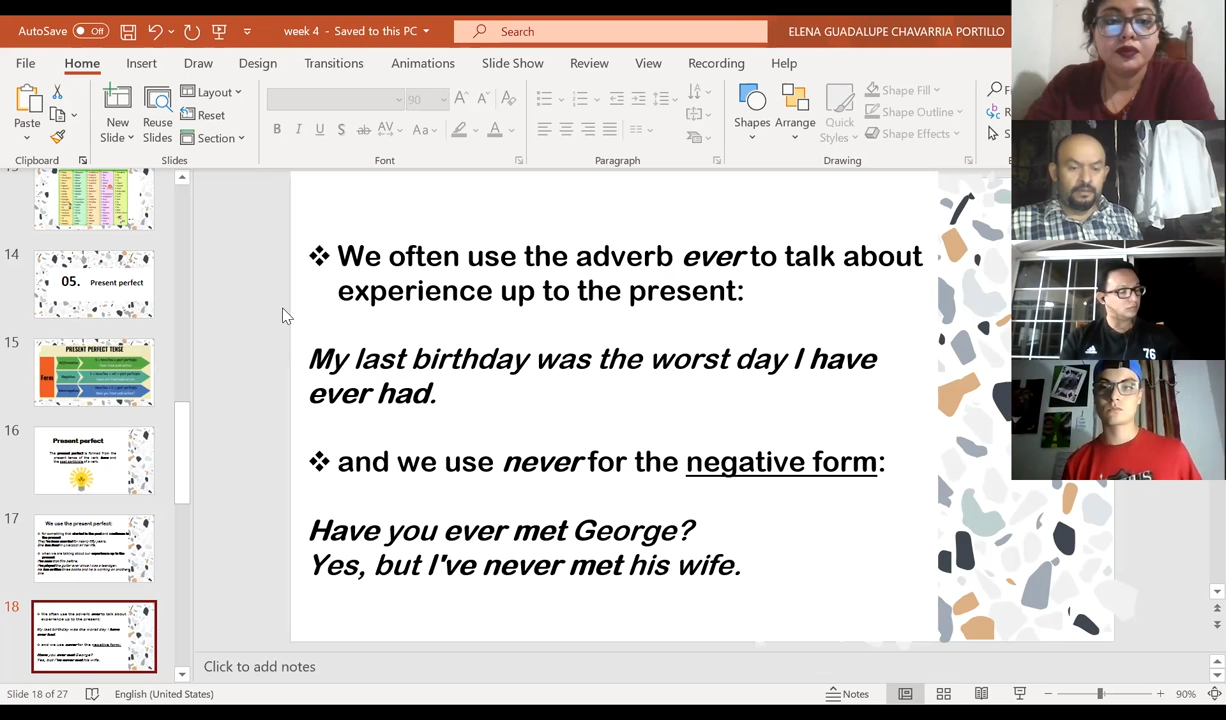 AutoSave Off week 4 - Saved to this PC Search ELENA GUADALUPE CHAVARRIA PORTILLO
File Home Insert Draw Design Transitions Animations Slide Show Review View Recording Help
Paste New Slide Reuse Slides Layout Reset Section 90 Shapes Arrange Quick Styles Shape Fill Shape Outline Shape Effects
Clipboard Slides Font Paragraph Drawing
14
05. Present perfect
15
PRESENT PERFECT TENSE
Form
16
Present perfect
17
We use the present perfect:
18
❖ We often use the adverb ever to talk about
experience up to the present:
My last birthday was the worst day I have
ever had.
❖ and we use never for the negative form:
Have you ever met George?
Yes, but I've never met his wife.
76
Click to add notes
Slide 18 of 27 English (United States) Notes 90%